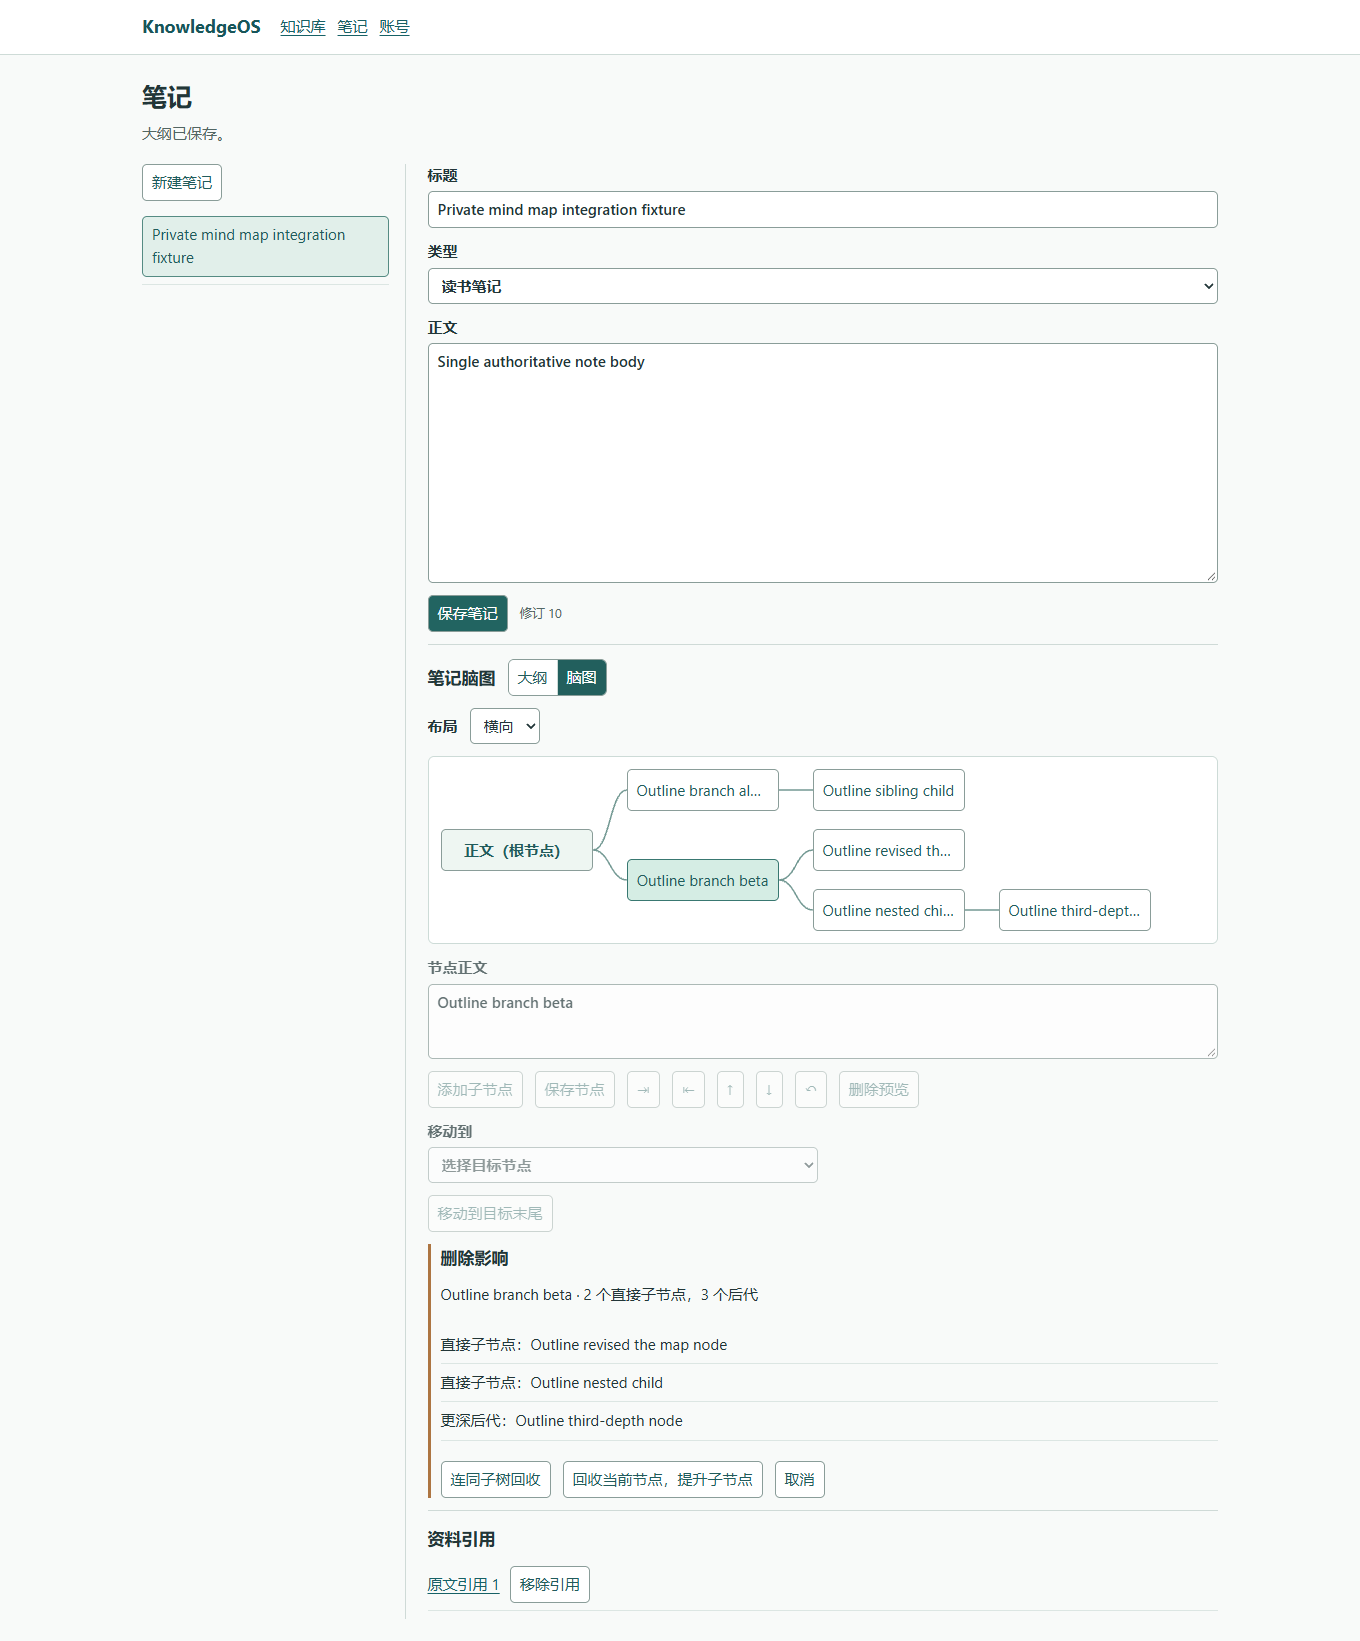 KnowledgeOS 知识库 笔记 账号
笔记
大纲已保存。
新建笔记
Private mind map integration
fixture
标题
Private mind map integration fixture
类型
读书笔记
正文
Single authoritative note body
保存笔记 修订 10
笔记脑图 大纲 脑图
布局 横向
Outline branch al... Outline sibling child
正文（根节点） Outline revised th...
Outline branch beta
Outline nested chi... Outline third-dept...
节点正文
Outline branch beta
添加子节点 保存节点 ⇥ ⇤ ↑ ↓ ↶ 删除预览
移动到
选择目标节点
移动到目标末尾
删除影响
Outline branch beta · 2 个直接子节点，3 个后代
直接子节点：Outline revised the map node
直接子节点：Outline nested child
更深后代：Outline third-depth node
连同子树回收 回收当前节点，提升子节点 取消
资料引用
原文引用 1 移除引用